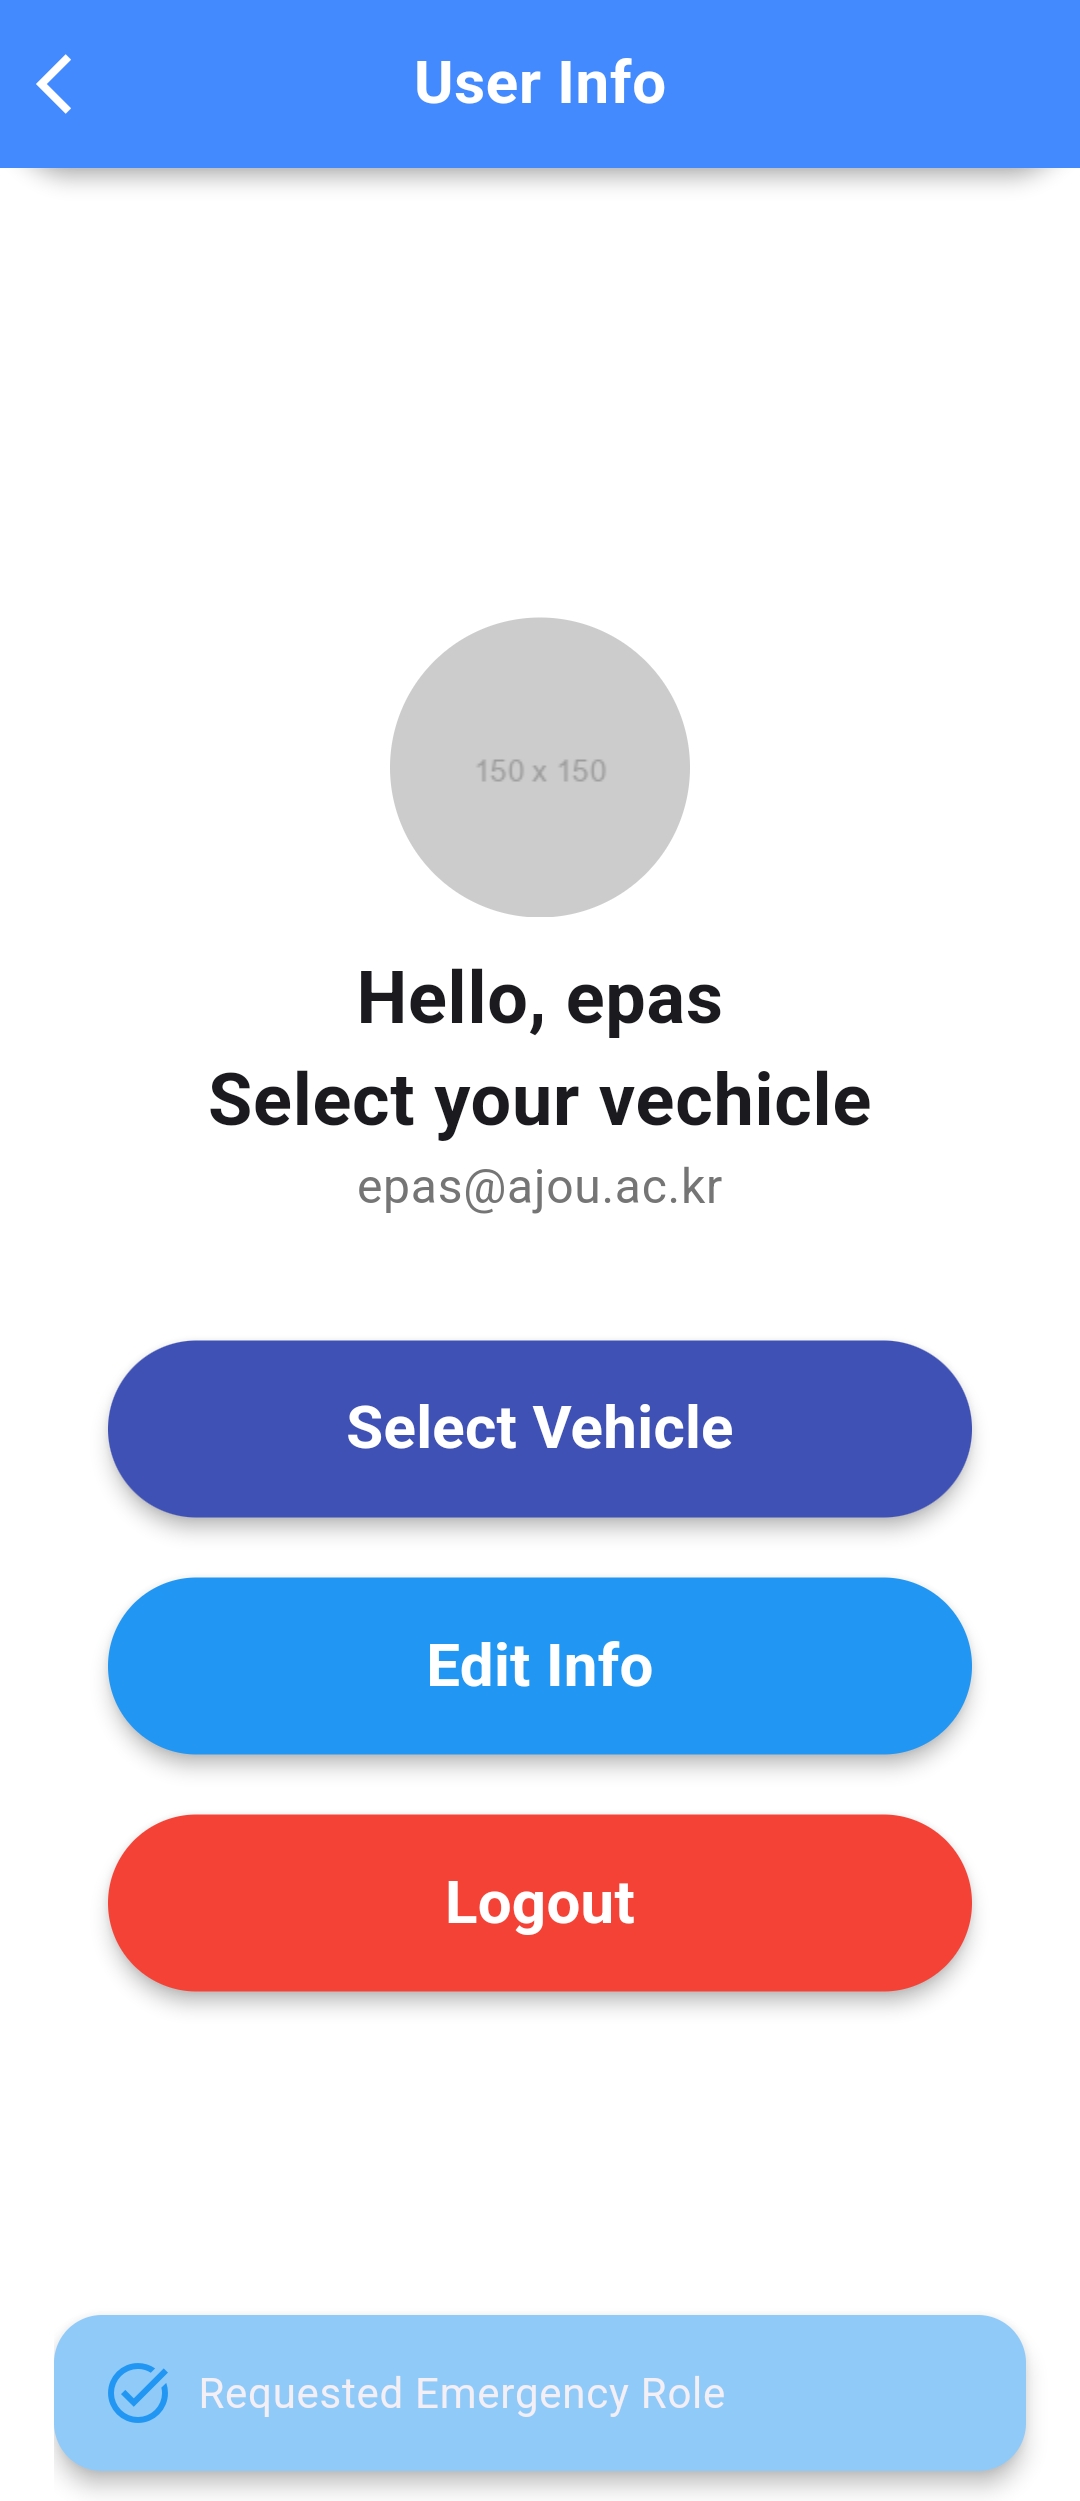 User Info
150 x 150
Hello, epas
Select your vechicle
epas@ajou.ac.kr
Select Vehicle
Edit Info
Logout
Requested Emergency Role